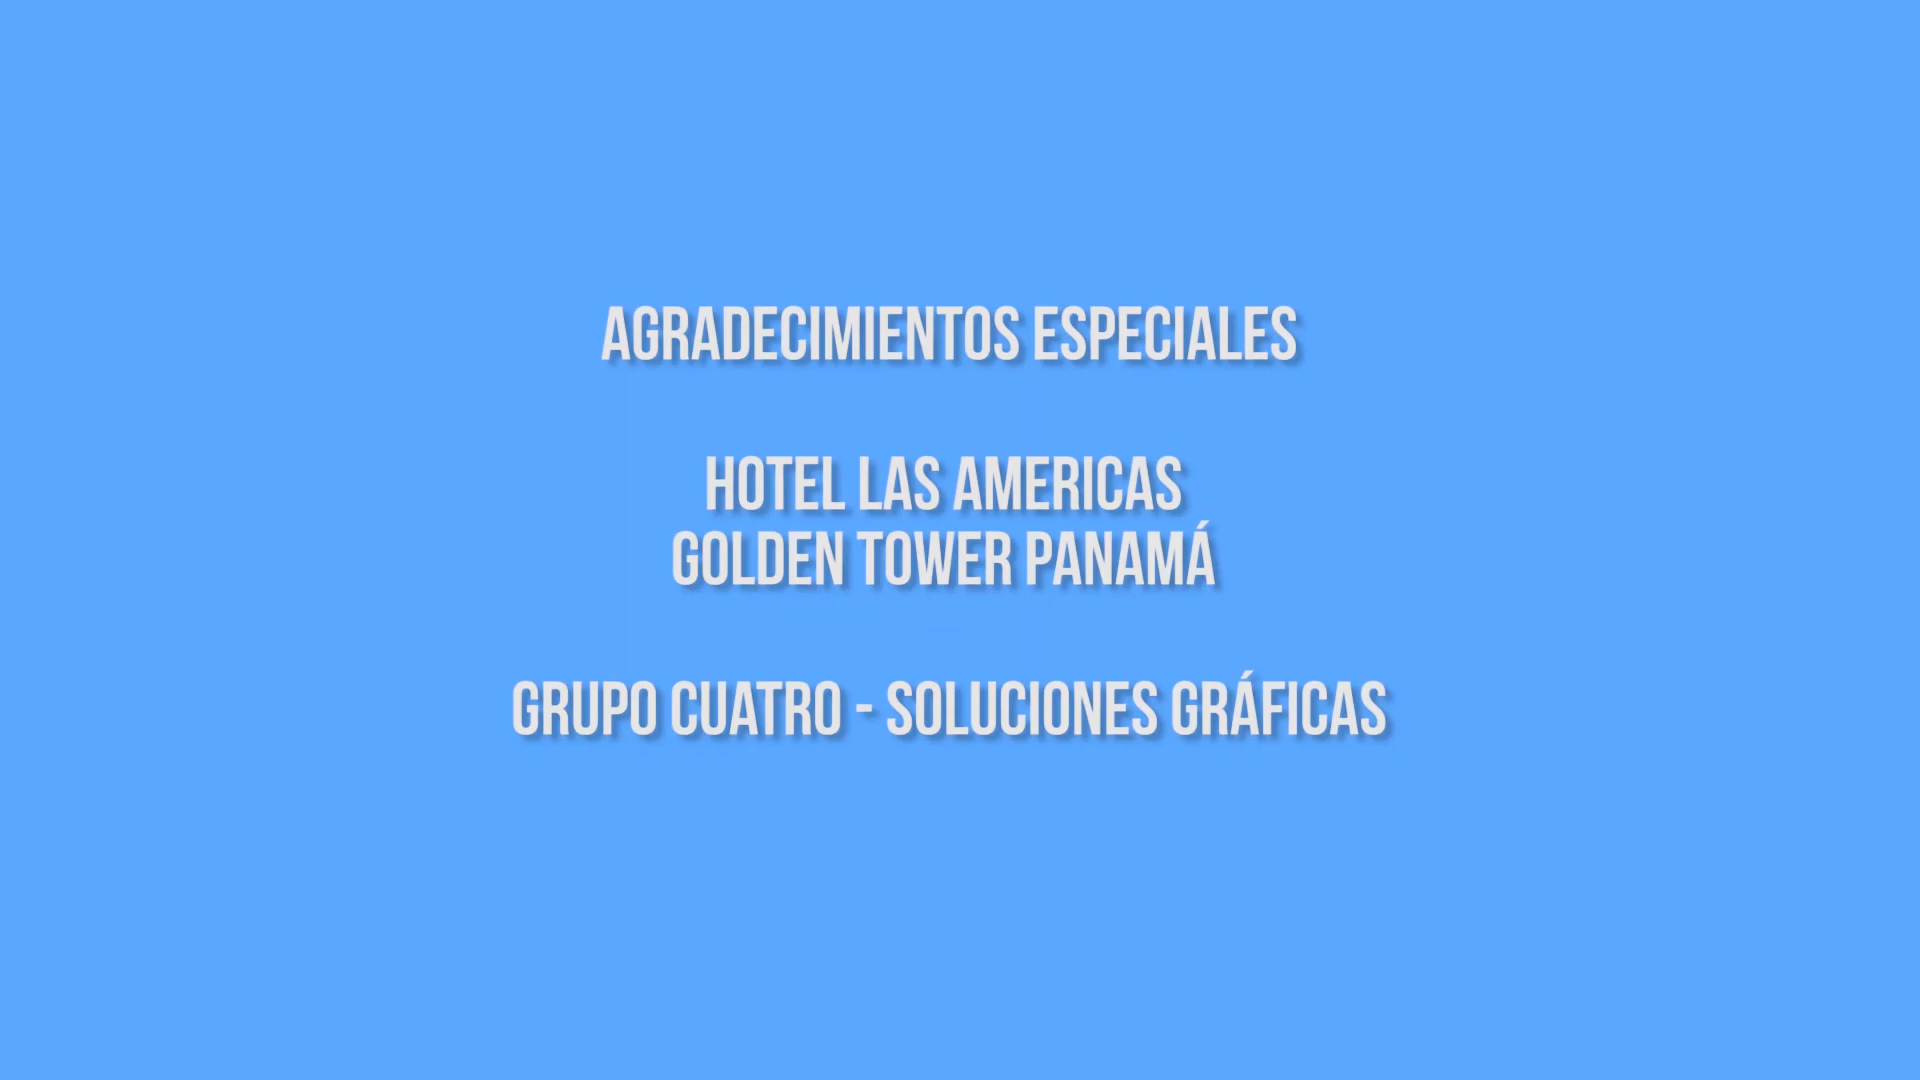 AGRADECIMIENTOS ESPECIALES
HOTEL LAS AMERICAS
GOLDEN TOWER PANAMÁ
GRUPO CUATRO - SOLUCIONES GRÁFICAS